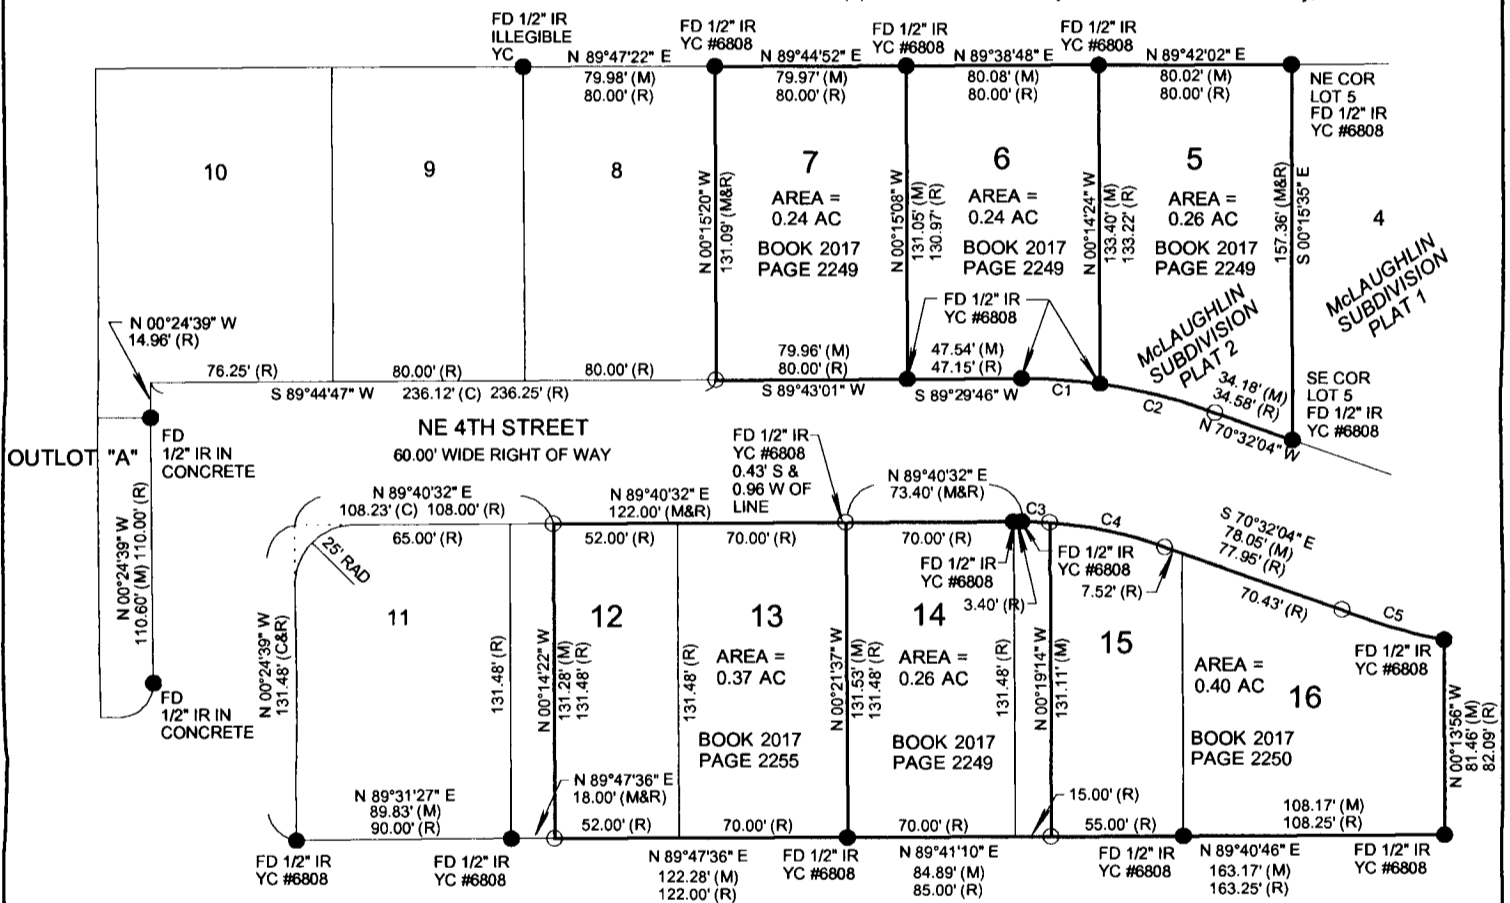 FD 1/2" IR
ILLEGIBLE
YC
N 89°47'22" E
79.98' (M)
80.00' (R)
FD 1/2" IR
YC #6808
N 89°44'52" E
79.97' (M)
80.00' (R)
FD 1/2" IR
YC #6808
N 89°38'48" E
80.08' (M)
80.00' (R)
FD 1/2" IR
YC #6808
N 89°42'02" E
80.02' (M)
80.00' (R)
NE COR
LOT 5
FD 1/2" IR
YC #6808
10
9
8
7
AREA =
0.24 AC
BOOK 2017
PAGE 2249
6
AREA =
0.24 AC
BOOK 2017
PAGE 2249
5
AREA =
0.26 AC
BOOK 2017
PAGE 2249
4
N 00°15'20" W
131.09' (M&R)
N 00°15'08" W
131.05' (M)
130.97' (R)
N 00°14'24" W
133.40' (M)
133.22' (R)
157.36' (M&R)
S 00°15'35" E
McLAUGHLIN
SUBDIVISION
PLAT 1
McLAUGHLIN
SUBDIVISION
PLAT 2
FD 1/2" IR
YC #6808
N 00°24'39" W
14.96' (R)
76.25' (R)
80.00' (R)
80.00' (R)
79.96' (M)
80.00' (R)
47.54' (M)
47.15' (R)
S 89°44'47" W
236.12' (C) 236.25' (R)
S 89°43'01" W
S 89°29'46" W
C1
C2
34.18' (M)
34.58' (R)
N 70°32'04" W
SE COR
LOT 5
FD 1/2" IR
YC #6808
FD
1/2" IR IN
CONCRETE
OUTLOT "A"
NE 4TH STREET
60.00' WIDE RIGHT OF WAY
FD 1/2" IR
YC #6808
0.43' S &
0.96 W OF
LINE
N 89°40'32" E
108.23' (C) 108.00' (R)
N 89°40'32" E
122.00' (M&R)
N 89°40'32" E
73.40' (M&R)
C3
C4
S 70°32'04" E
78.05' (M)
77.95' (R)
65.00' (R)
52.00' (R)
70.00' (R)
70.00' (R)
FD 1/2" IR
YC #6808
FD 1/2" IR
YC #6808
3.40' (R)
7.52' (R)
70.43' (R)
C5
25' RAD
N 00°24'39" W
110.60' (M) 110.00' (R)
N 00°24'39" W
131.48' (C&R)
11
131.48' (R)
N 00°14'22" W
131.28' (M)
131.48' (R)
12
131.48' (R)
13
AREA =
0.37 AC
BOOK 2017
PAGE 2255
N 00°21'37" W
131.53' (M)
131.48' (R)
14
AREA =
0.26 AC
BOOK 2017
PAGE 2249
131.48' (R)
N 00°19'14" W
131.11' (M)
15
AREA =
0.40 AC
16
BOOK 2017
PAGE 2250
FD 1/2" IR
YC #6808
N 00°13'56" W
81.46' (M)
82.09' (R)
FD
1/2" IR IN
CONCRETE
N 89°31'27" E
89.83' (M)
90.00' (R)
N 89°47'36" E
18.00' (M&R)
52.00' (R)
70.00' (R)
70.00' (R)
15.00' (R)
55.00' (R)
108.17' (M)
108.25' (R)
FD 1/2" IR
YC #6808
FD 1/2" IR
YC #6808
N 89°47'36" E
122.28' (M)
122.00' (R)
FD 1/2" IR
YC #6808
N 89°41'10" E
84.89' (M)
85.00' (R)
FD 1/2" IR
YC #6808
N 89°40'46" E
163.17' (M)
163.25' (R)
FD 1/2" IR
YC #6808